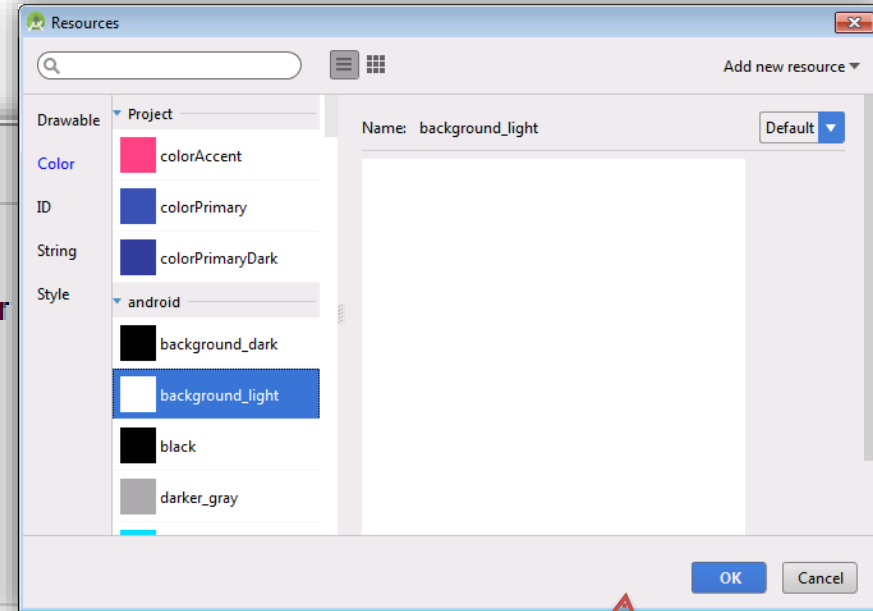 Resources
Add new resource
Drawable
Color
ID
String
Style
Project
colorAccent
colorPrimary
colorPrimaryDark
android
background_dark
background_light
black
darker_gray
Name: background_light
Default
OK
Cancel